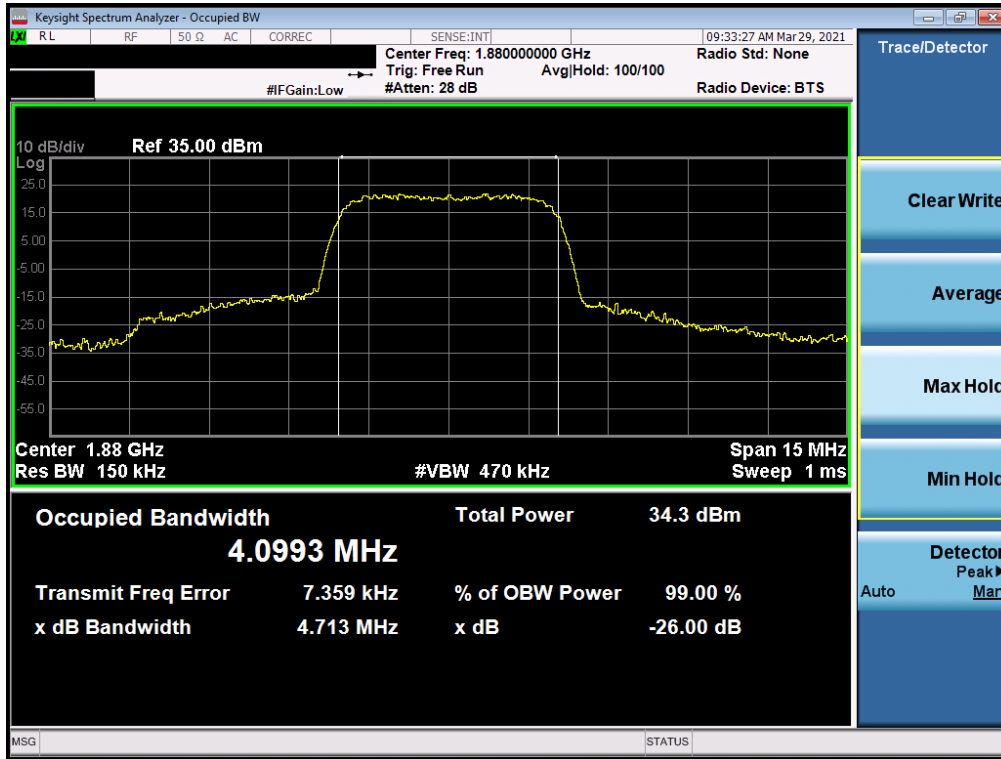 Keysight Spectrum Analyzer - Occupied BW
LXI RL RF 50 Ω AC CORREC SENSE:INT 09:33:27 AM Mar 29, 2021
Center Freq: 1.880000000 GHz Radio Std: None
Trig: Free Run Avg|Hold: 100/100
#IFGain:Low #Atten: 28 dB Radio Device: BTS
Trace/Detector
10 dB/div Ref 35.00 dBm
Log
25.0
15.0
5.00
-5.00
-15.0
-25.0
-35.0
-45.0
-55.0
Center 1.88 GHz Span 15 MHz
Res BW 150 kHz #VBW 470 kHz Sweep 1 ms
Occupied Bandwidth Total Power 34.3 dBm
4.0993 MHz
Transmit Freq Error 7.359 kHz % of OBW Power 99.00 %
x dB Bandwidth 4.713 MHz x dB -26.00 dB
Clear Write
Average
Max Hold
Min Hold
Detector
Peak
Auto Man
MSG STATUS